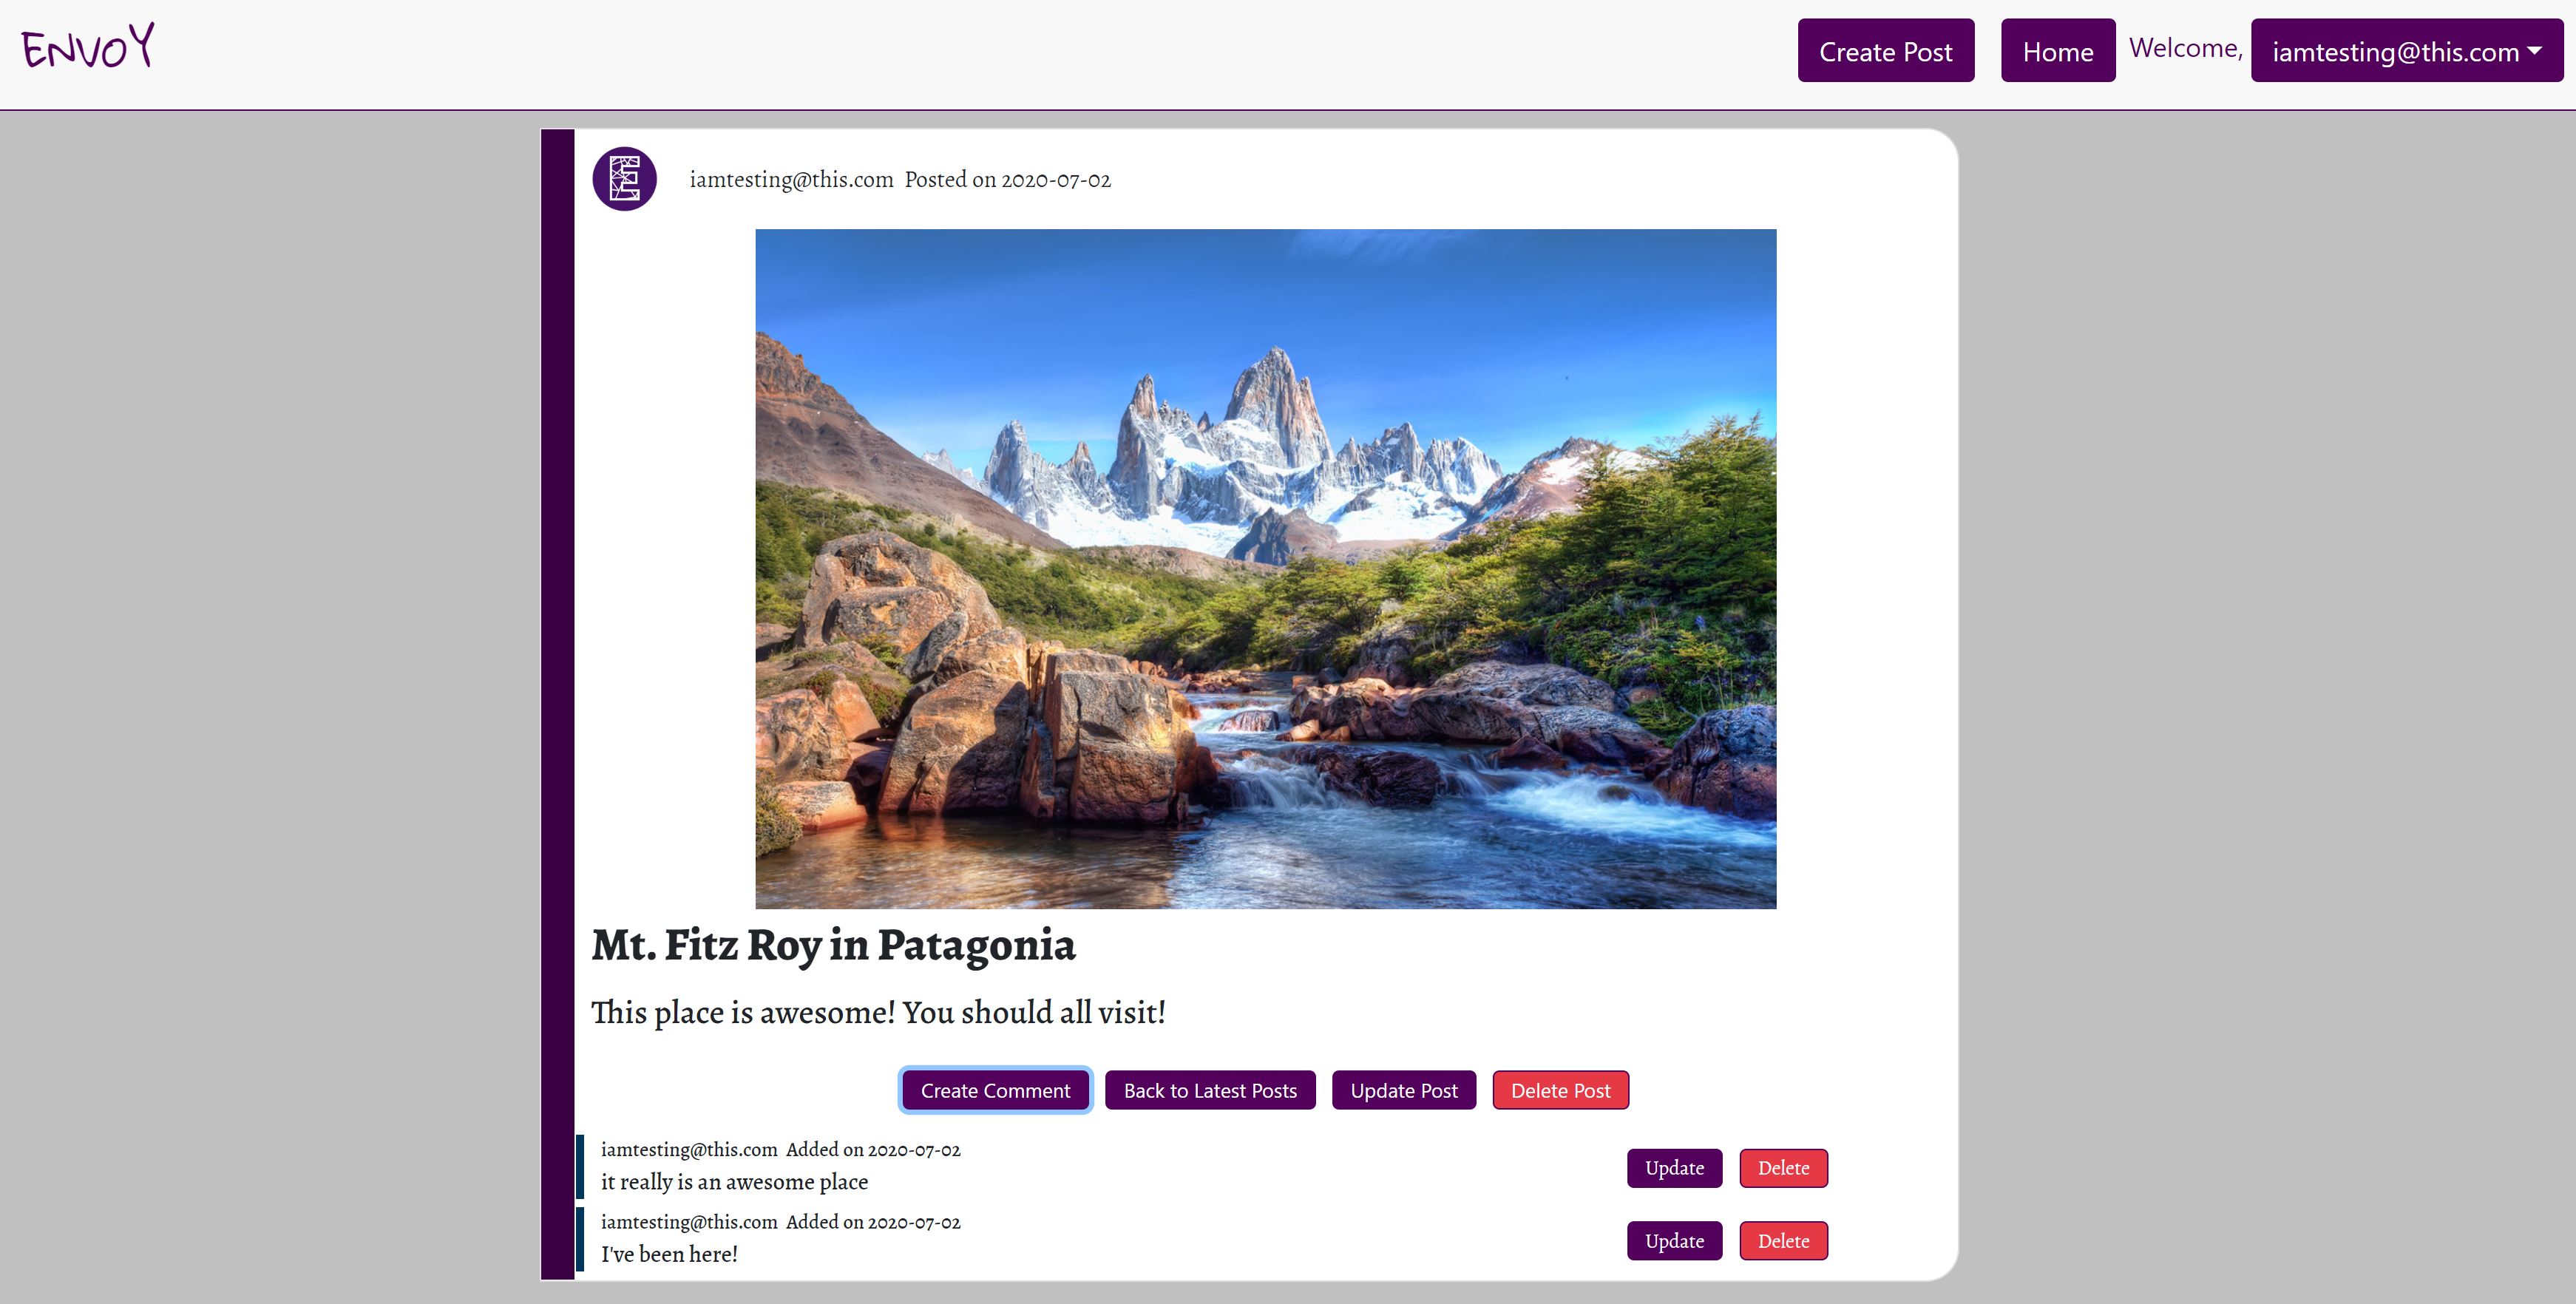 ENVOY
Create Post Home Welcome, iamtesting@this.com
E
iamtesting@this.com Posted on 2020-07-02
Mt. Fitz Roy in Patagonia
This place is awesome! You should all visit!
Create Comment Back to Latest Posts Update Post Delete Post
iamtesting@this.com Added on 2020-07-02
it really is an awesome place
Update Delete
iamtesting@this.com Added on 2020-07-02
I've been here!
Update Delete